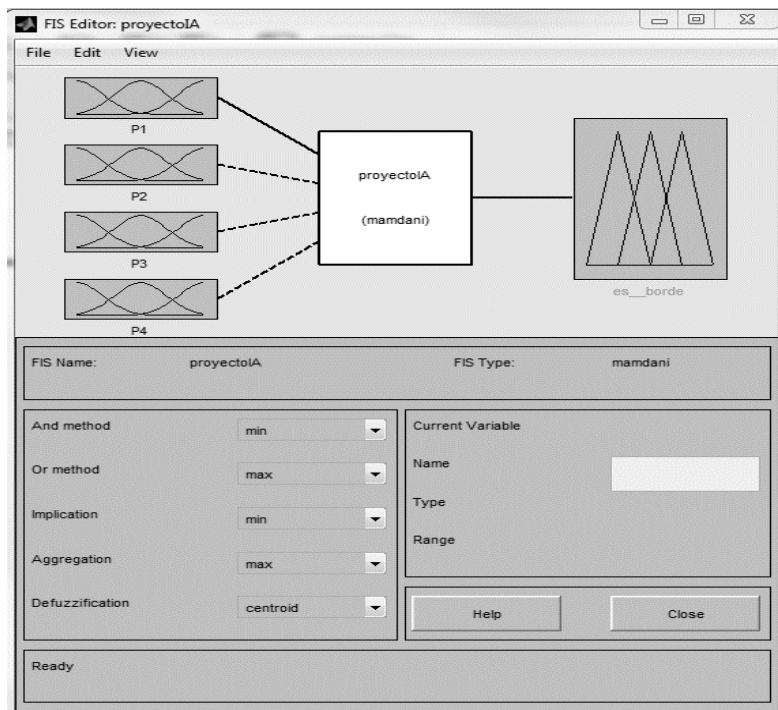 FIS Editor: proyectoIA
File Edit View
P1
P2
P3
P4
proyectoIA
(mamdani)
es__borde
FIS Name: proyectoIA FIS Type: mamdani
And method min
Or method max
Implication min
Aggregation max
Defuzzification centroid
Current Variable
Name
Type
Range
Help Close
Ready